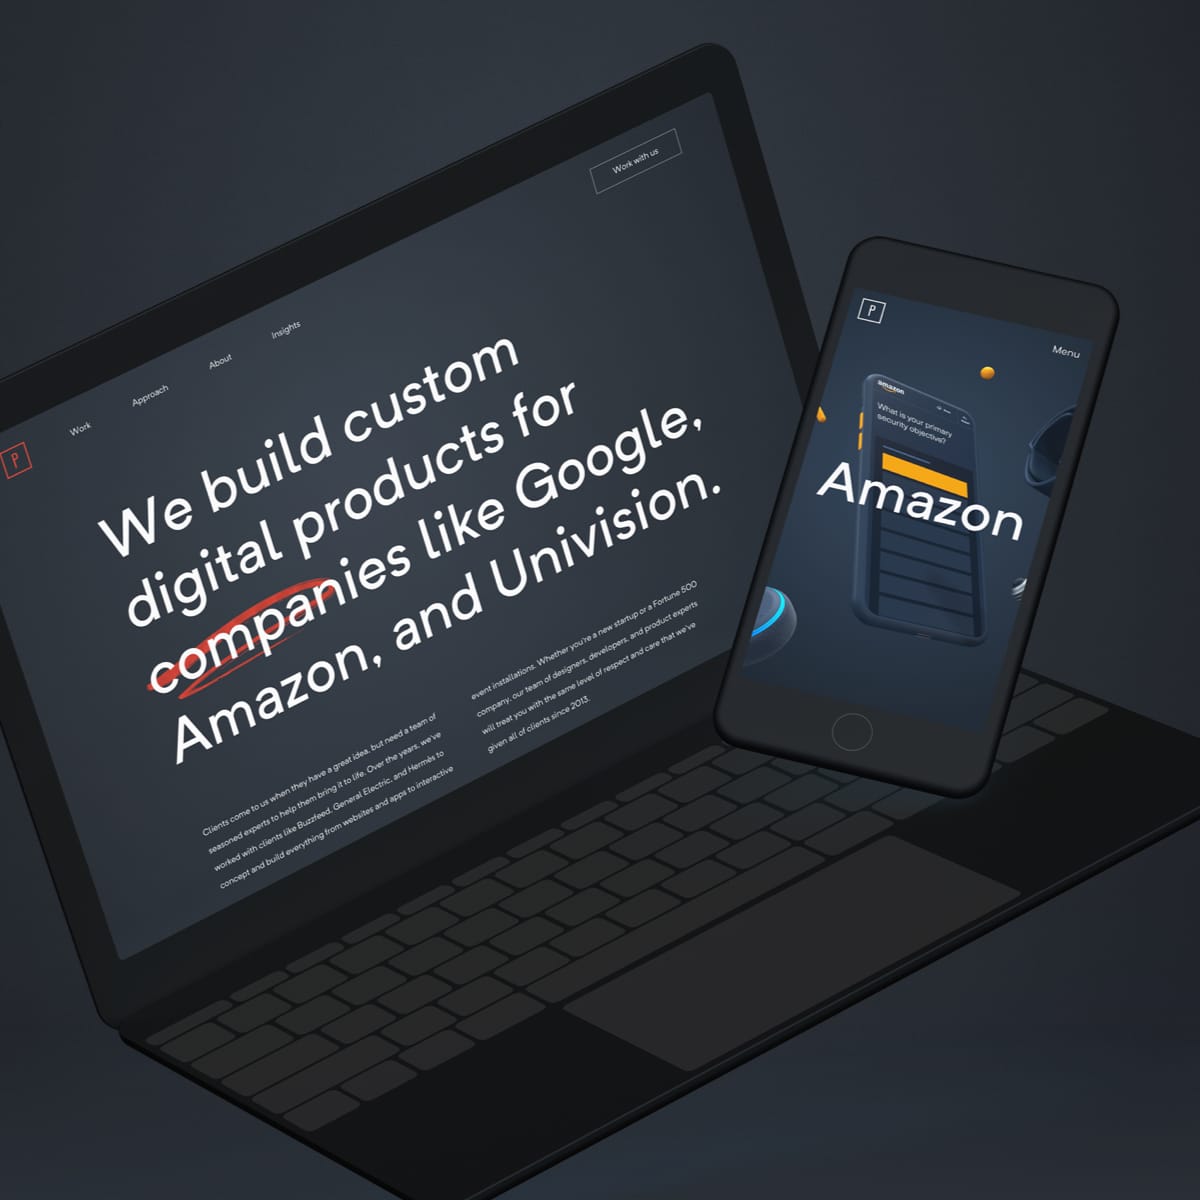 P
Work
Approach
About
Insights
Work with us
We build custom
digital products for
companies like Google,
Amazon, and Univision.
Clients come to us when they have a great idea, but need a team of
seasoned experts to help them bring it to life. Over the years, we've
worked with clients like Buzzfeed, General Electric, and Hermès to
concept and build everything from websites and apps to interactive
event installations. Whether you're a new startup or a Fortune 500
company, our team of designers, developers, and product experts
will treat you with the same level of respect and care that we've
given all of clients since 2013.
P
Menu
amazon
What is your primary
security objective?
Amazon